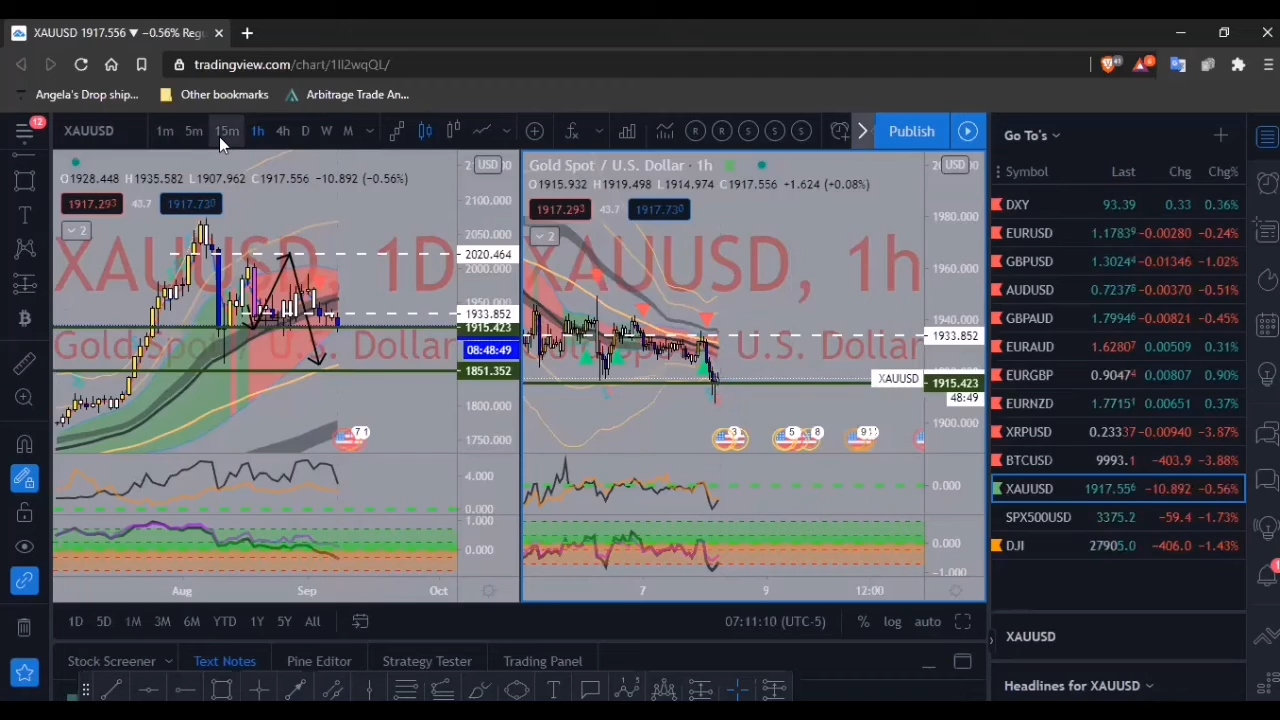 XAUUSD 1917.556 ▼ −0.56% Reg
tradingview.com/chart/1Il2wqQL/
Angela's Drop ship...
Other bookmarks
Arbitrage Trade An...
12
XAUUSD
1m 5m 15m 1h 4h D W M
Publish
O1928.448 H1935.582 L1907.962 C1917.556 −10.892 (−0.56%)
1917.293 43.7 1917.730
2
XAUUSD, 1D
Gold Spot / U.S. Dollar
USD
2100.000
2050.000
2020.464
2000.000
1933.852
1915.423
08:48:49
1851.352
1800.000
1750.000
7 1
4.000
0.000
1.000
0.000
Aug Sep Oct
Gold Spot / U.S. Dollar · 1h
O1915.932 H1919.498 L1914.974 C1917.556 +1.624 (+0.08%)
1917.293 43.7 1917.730
2
XAUUSD, 1h
U.S. Dollar
USD
1980.000
1960.000
1940.000
1933.852
XAUUSD
1915.423
48:49
1900.000
3 5 8
0.000
0.000
−1.000
7 9 12:00
1D 5D 1M 3M 6M YTD 1Y 5Y All
07:11:10 (UTC-5)
% log auto
Stock Screener Text Notes Pine Editor Strategy Tester Trading Panel
Go To's
Symbol Last Chg Chg%
DXY 93.39 0.33 0.36%
EURUSD 1.17839 −0.00280 −0.24%
GBPUSD 1.30244 −0.01346 −1.02%
AUDUSD 0.72378 −0.00370 −0.51%
GBPAUD 1.79946 −0.00821 −0.45%
EURAUD 1.62807 0.00509 0.31%
EURGBP 0.90474 0.00807 0.90%
EURNZD 1.77151 0.00651 0.37%
XRPUSD 0.23337 −0.00940 −3.87%
BTCUSD 9993.1 −403.9 −3.88%
XAUUSD 1917.556 −10.892 −0.56%
SPX500USD 3375.2 −59.4 −1.73%
DJI 27905.0 −406.0 −1.43%
XAUUSD
Headlines for XAUUSD